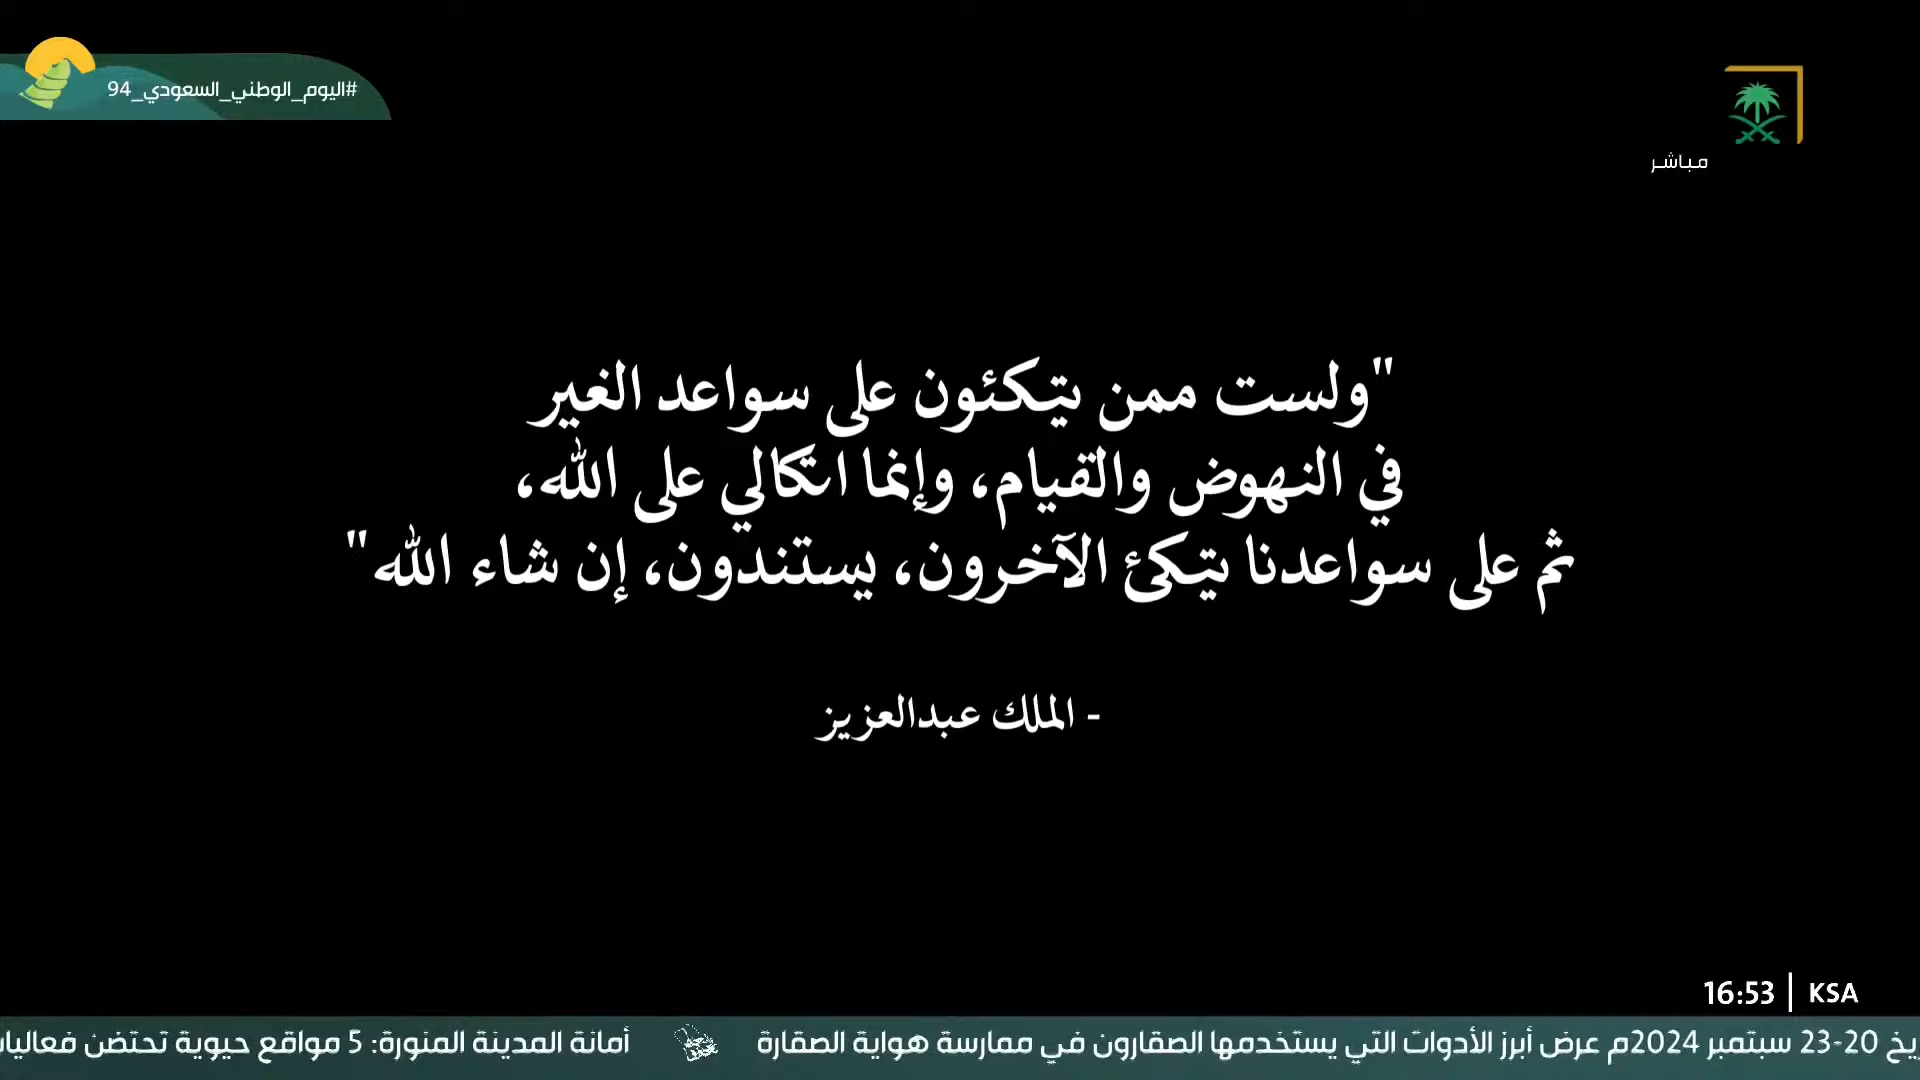 #اليوم_الوطني_السعودي_94
مباشر
"ولست ممن يتكئون على سواعد الغير
في النهوض والقيام، وإنما اتكالي على الله،
ثم على سواعدنا يتكئ الآخرون، يستندون، إن شاء الله"
- الملك عبدالعزيز
16:53 | KSA
20-23 سبتمبر 2024م عرض أبرز الأدوات التي يستخدمها الصقارون في ممارسة هواية الصقارة أمانة المدينة المنورة: 5 مواقع حيوية تحتضن